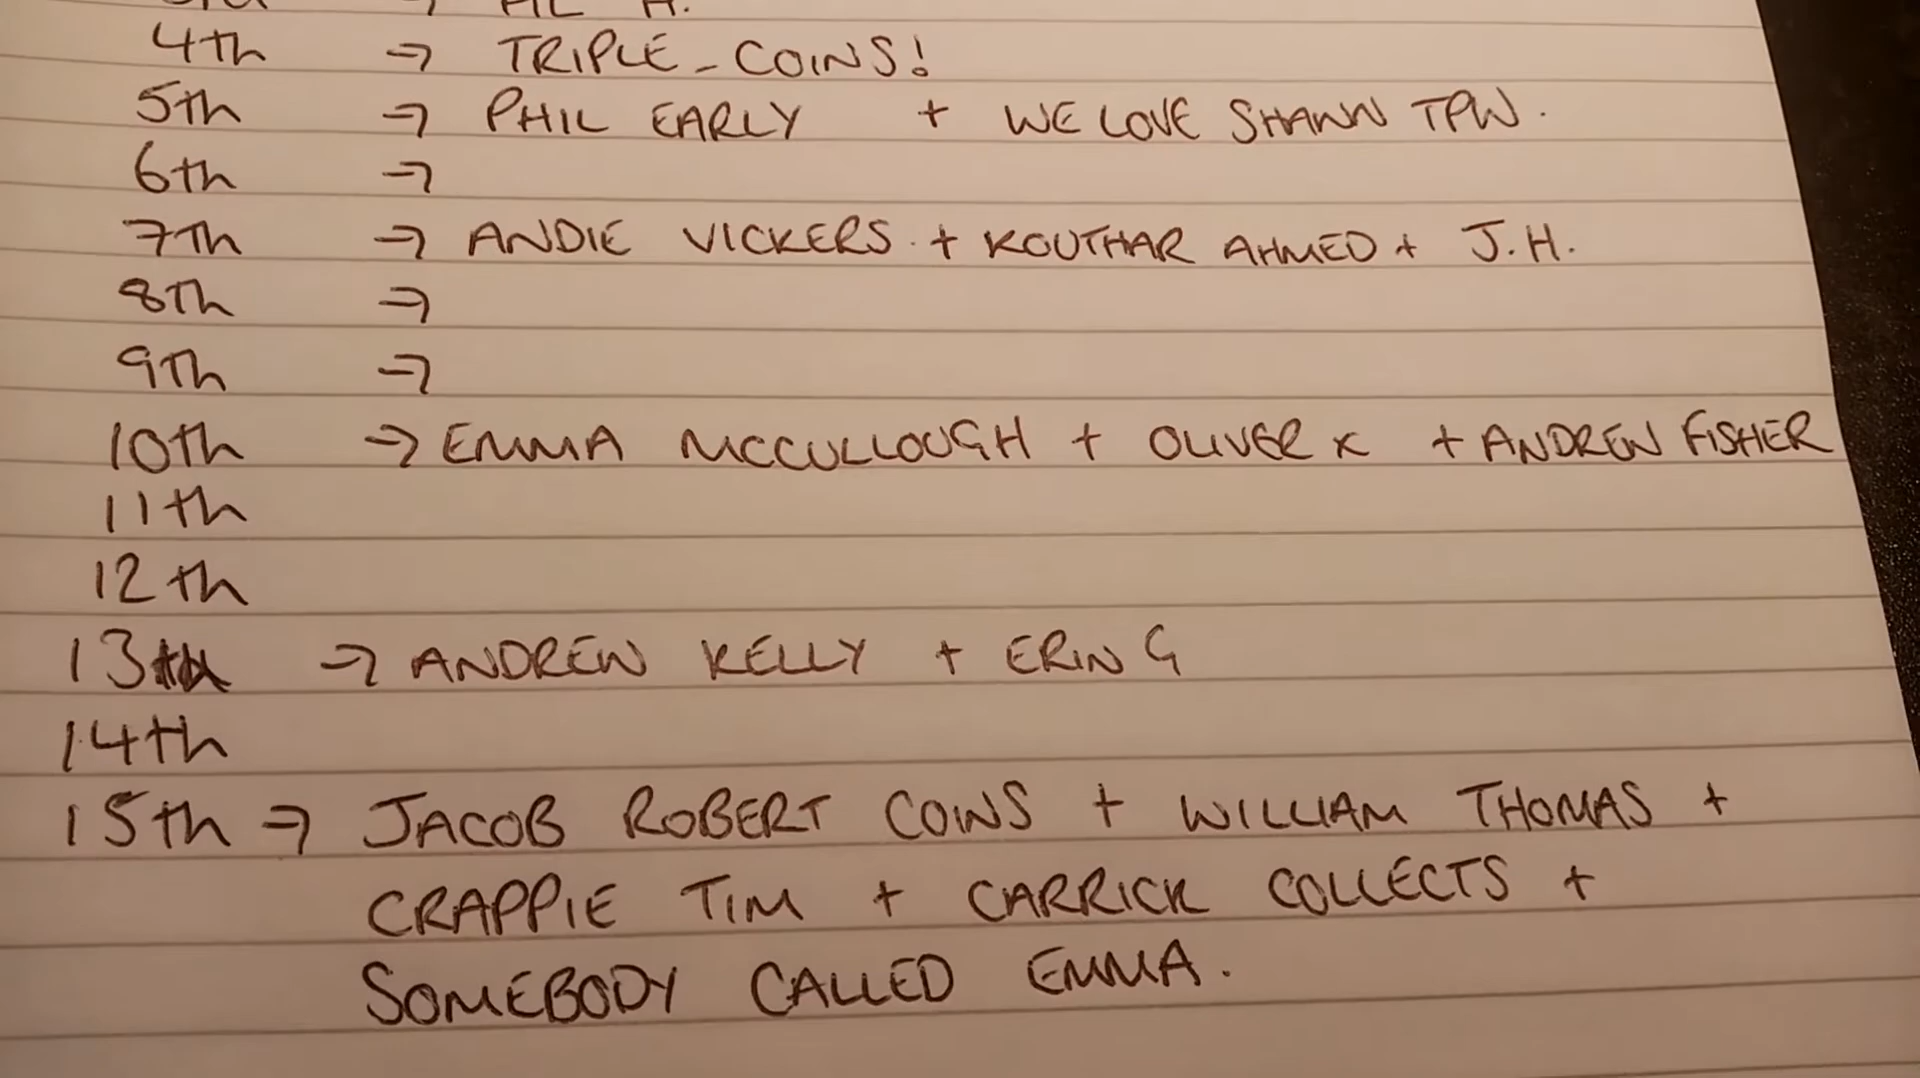 4th → TRIPLE_COINS!
5th → PHIL EARLY + WE LOVE SHAWN TPW.
6th →
7th → ANDIE VICKERS. + KOUTHAR AHMED + J.H.
8th →
9th →
10th → EMMA MCCULLOUGH + OLIVER K + ANDREW FISHER
11th
12th
13th → ANDREW KELLY + ERIN G
14th
15th → JACOB ROBERT COINS + WILLIAM THOMAS +
CRAPPIE TIM + CARRICK COLLECTS +
SOMEBODY CALLED EMMA.